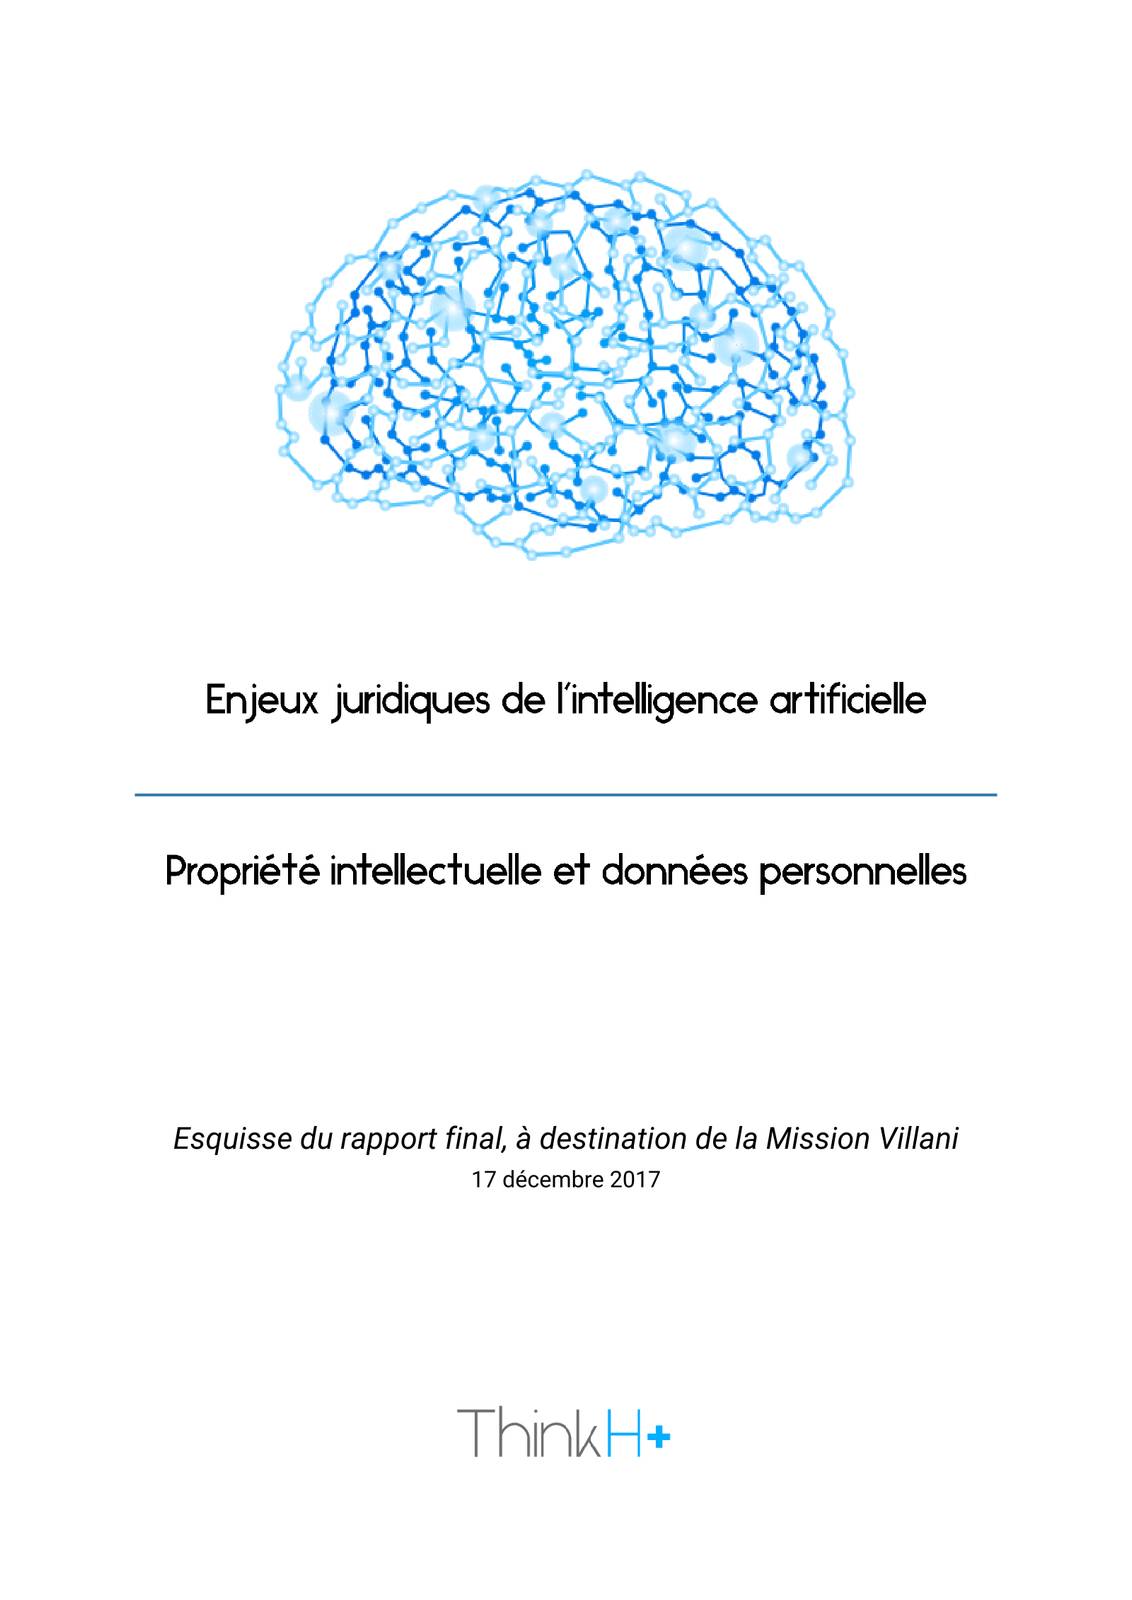 Enjeux juridiques de l'intelligence artificielle
Propriété intellectuelle et données personnelles
Esquisse du rapport final, à destination de la Mission Villani
17 décembre 2017
ThinkH+